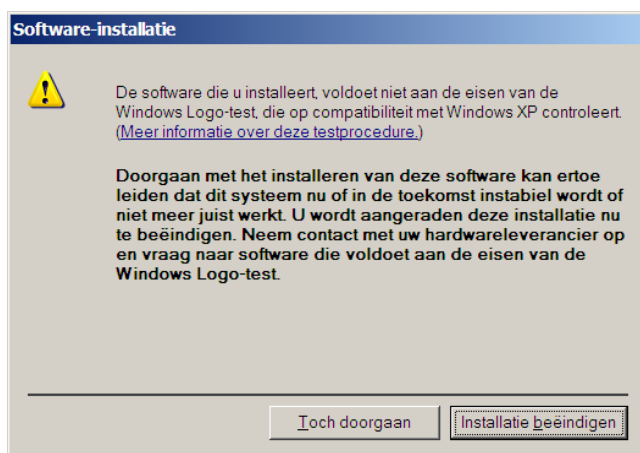 Software-installatie
De software die u installeert, voldoet niet aan de eisen van de
Windows Logo-test, die op compatibiliteit met Windows XP controleert.
(Meer informatie over deze testprocedure.)
Doorgaan met het installeren van deze software kan ertoe
leiden dat dit systeem nu of in de toekomst instabiel wordt of
niet meer juist werkt. U wordt aangeraden deze installatie nu
te beëindigen. Neem contact met uw hardwareleverancier op
en vraag naar software die voldoet aan de eisen van de
Windows Logo-test.
Toch doorgaan
Installatie beëindigen